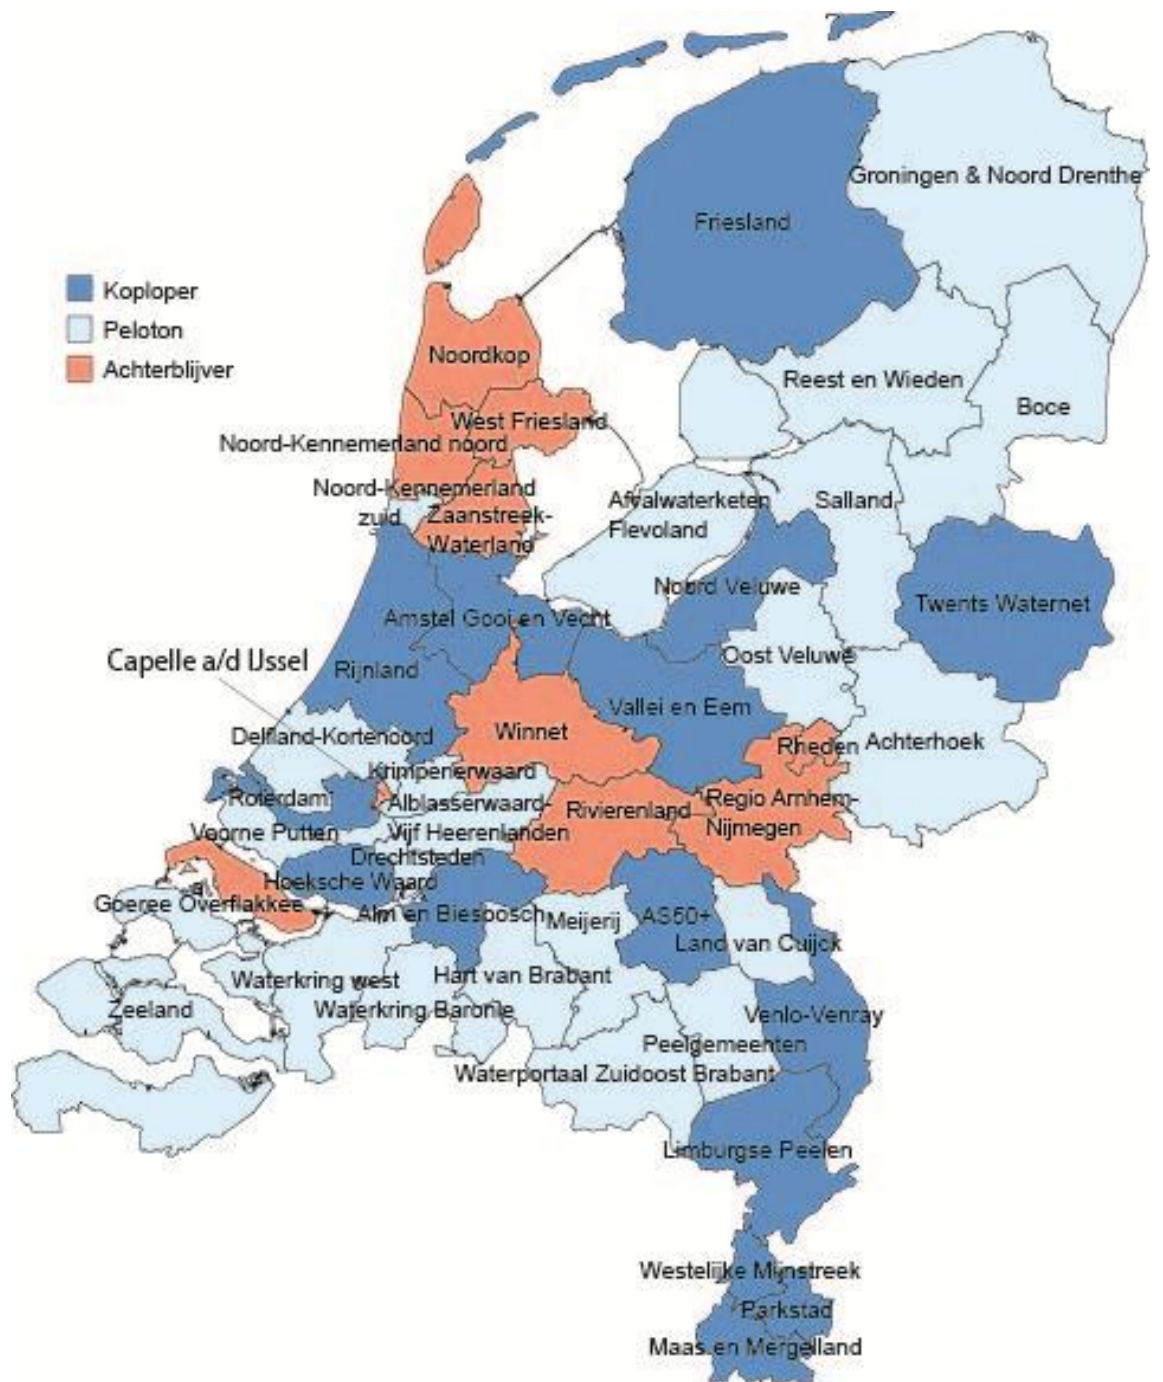 Groningen & Noord Drenthe
Friesland
Koploper
Peloton
Achterblijver
Noordkop
Reest en Wieden
Boce
West Friesland
Noord-Kennemerland noord
Noord-Kennemerland
zuid
Zaanstreek-
Waterland
Afvalwaterketen
Flevoland
Salland
Noord Veluwe
Twents Waternet
Amstel Gooi en Vecht
Capelle a/d IJssel
Rijnland
Oost Veluwe
Vallei en Eem
Delfland-Kortenoord
Winnet
Rheden
Achterhoek
Krimpenerwaard
Roterdam
Alblasserwaard-
Vijf Heerenlanden
Rivierenland
Regio Arnhem-
Nijmegen
Voorne Putten
Drechtsteden
Hoeksche Waard
Goeree Overflakkee
Alm en Biesbosch
Meijerij
AS50+
Land van Cuijck
Waterkring west
Hart van Brabant
Zeeland
Waterkring Baronie
Venlo-Venray
Peelgemeenten
Waterportaal Zuidoost Brabant
Limburgse Peelen
Westelijke Mijnstreek
Parkstad
Maas en Mergelland